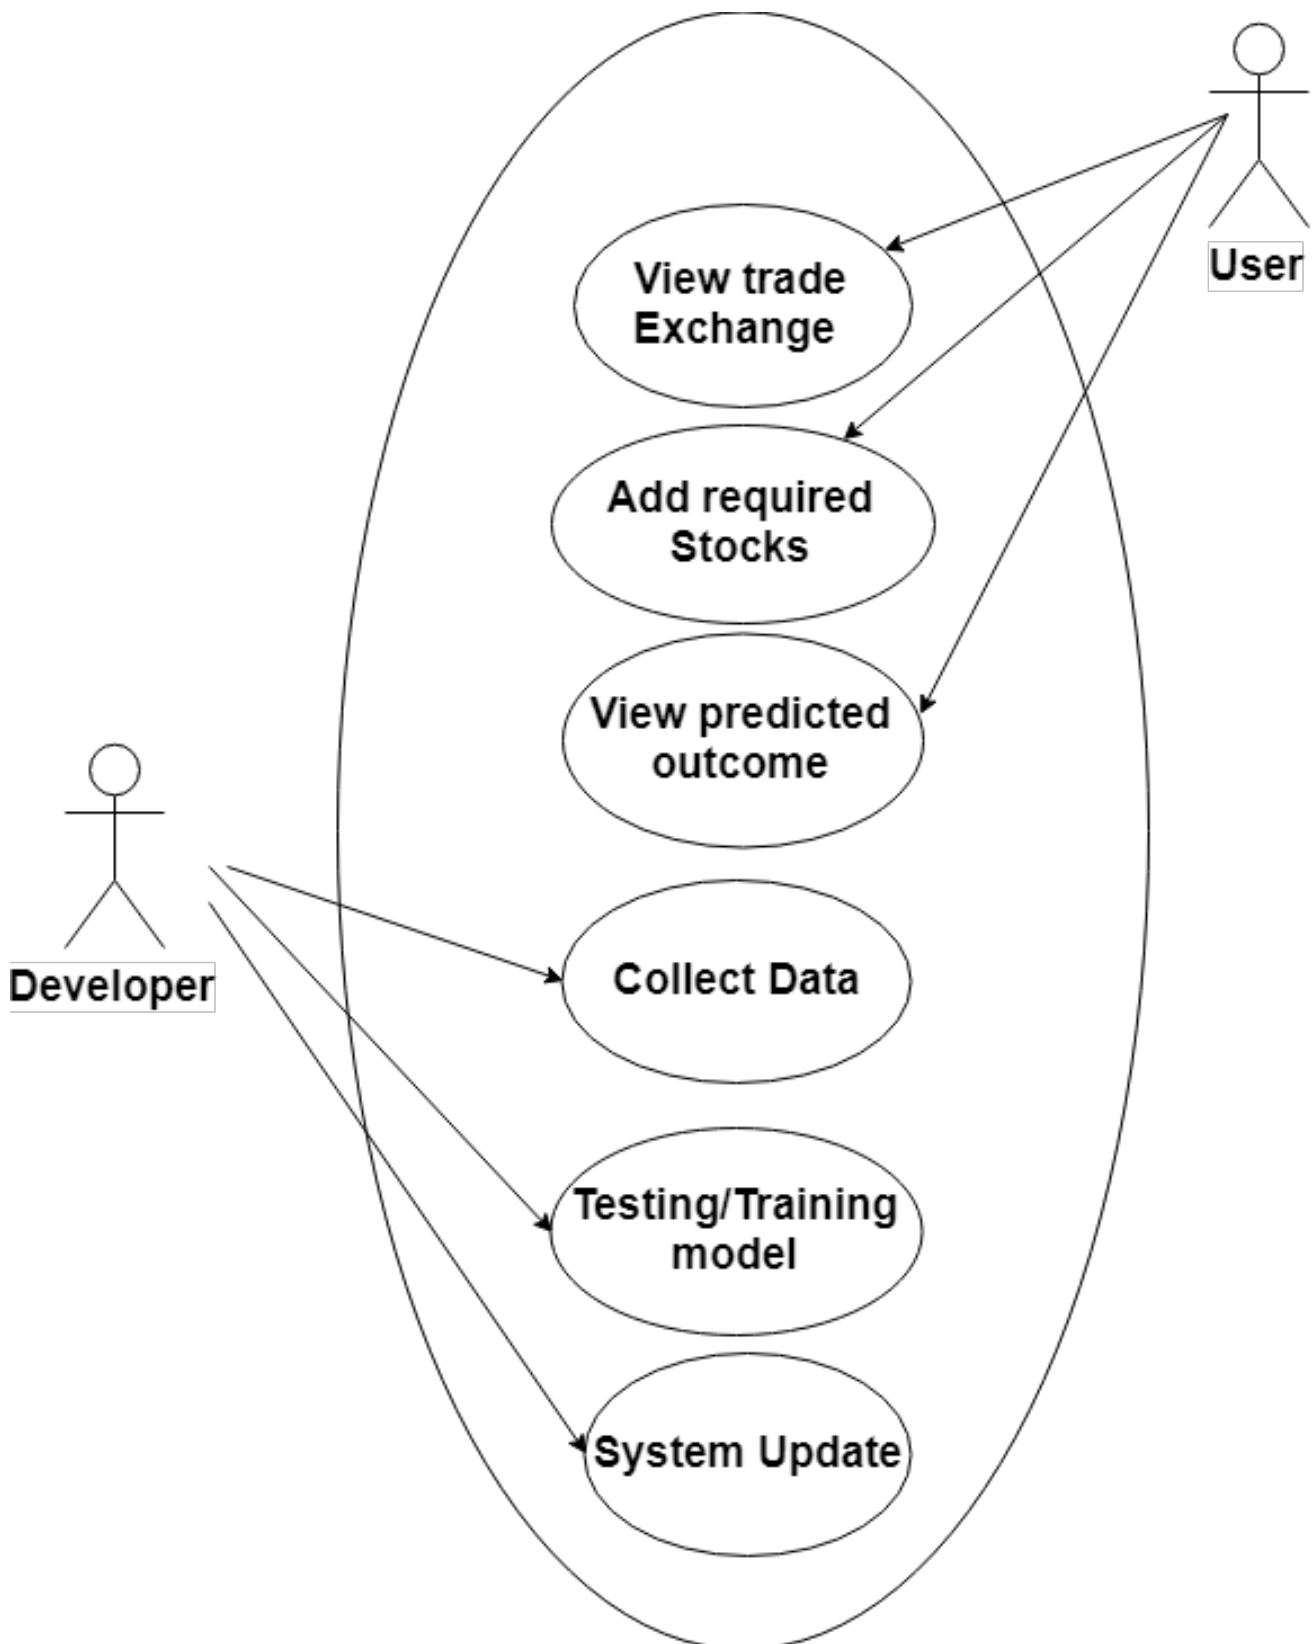 User
View trade
Exchange
Add required
Stocks
View predicted
outcome
Developer
Collect Data
Testing/Training
model
System Update